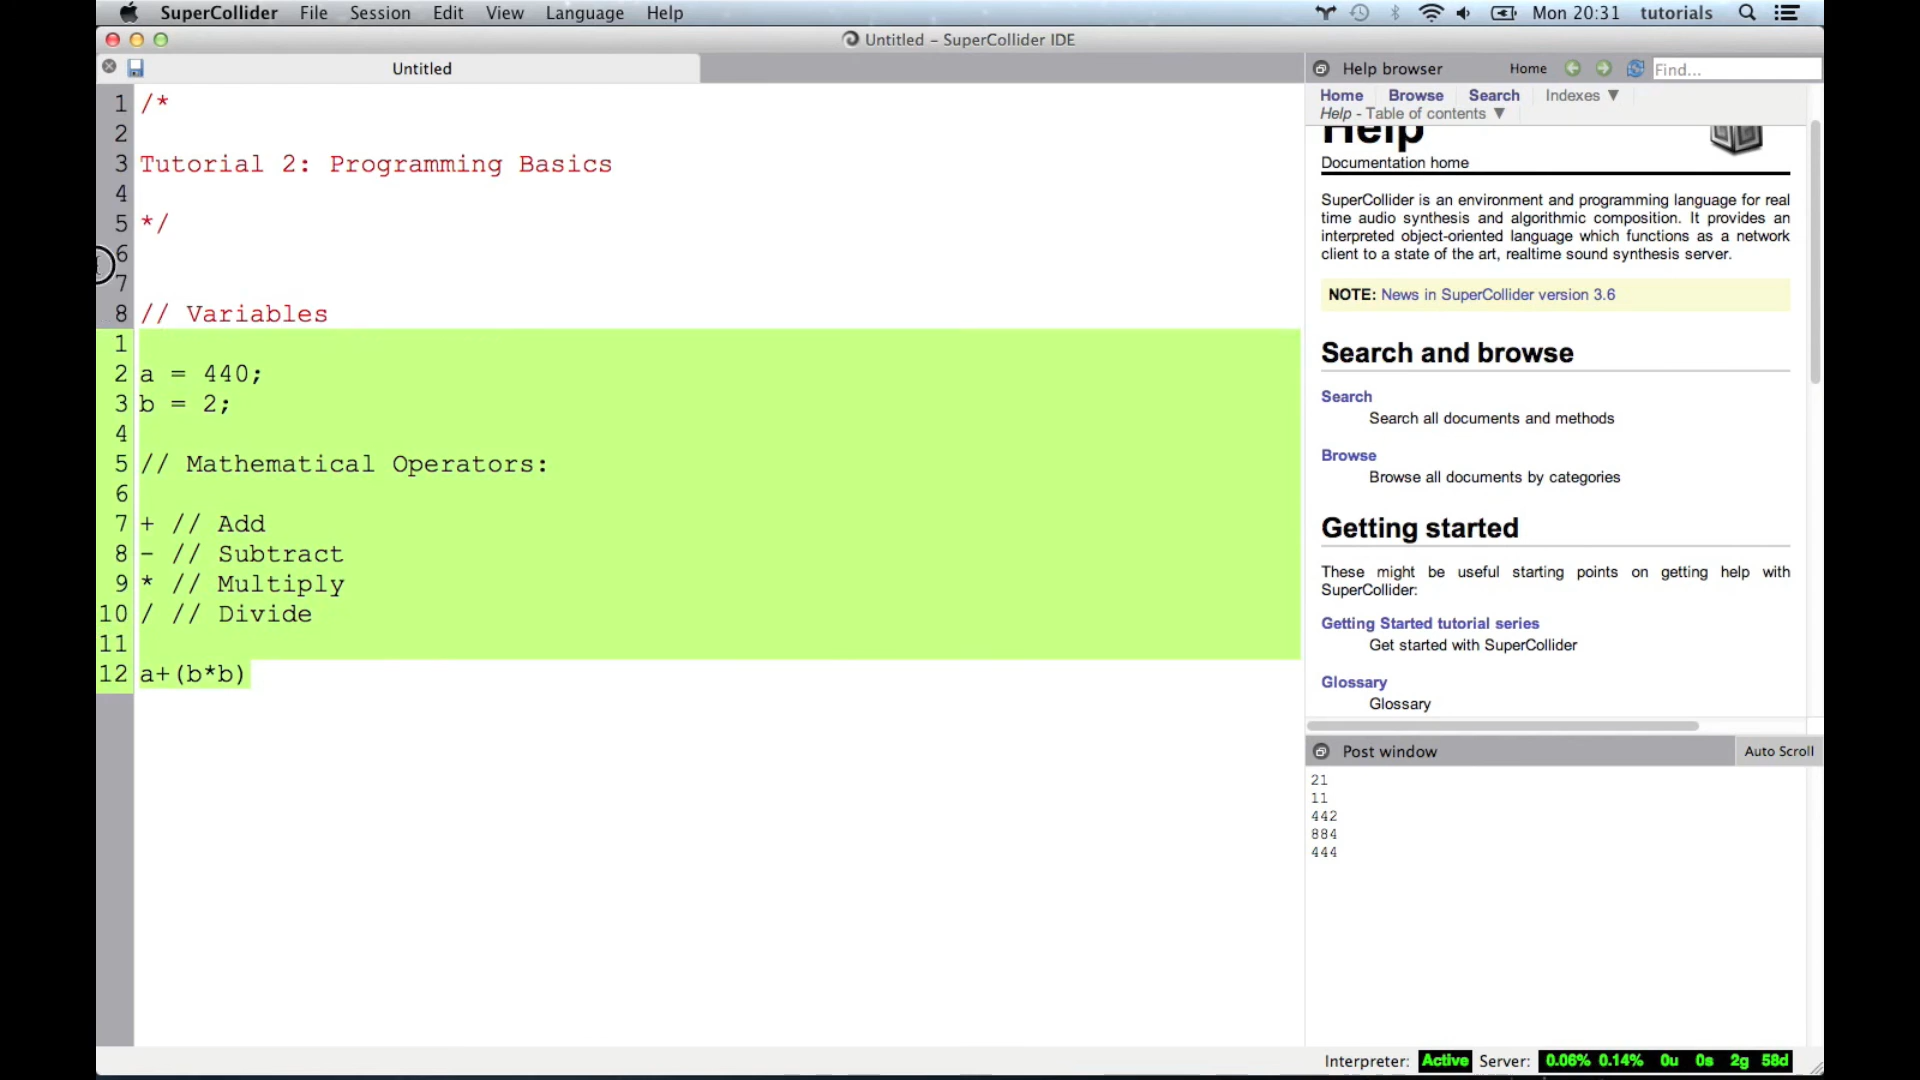 SuperCollider File Session Edit View Language Help Mon 20:31 tutorials
Untitled – SuperCollider IDE
Untitled
1 /*
2
3 Tutorial 2: Programming Basics
4
5 */
6
7
8 // Variables
1
2 a = 440;
3 b = 2;
4
5 // Mathematical Operators:
6
7 + // Add
8 - // Subtract
9 * // Multiply
10 / // Divide
11
12 a+(b*b)
Help browser Home Find...
Home Browse Search Indexes ▼
Help - Table of contents ▼
Help
Documentation home
SuperCollider is an environment and programming language for real
time audio synthesis and algorithmic composition. It provides an
interpreted object-oriented language which functions as a network
client to a state of the art, realtime sound synthesis server.
NOTE: News in SuperCollider version 3.6
Search and browse
Search
Search all documents and methods
Browse
Browse all documents by categories
Getting started
These might be useful starting points on getting help with
SuperCollider:
Getting Started tutorial series
Get started with SuperCollider
Glossary
Glossary
Post window Auto Scroll
21
11
442
884
444
Interpreter: Active Server: 0.06% 0.14% 0u 0s 2g 58d